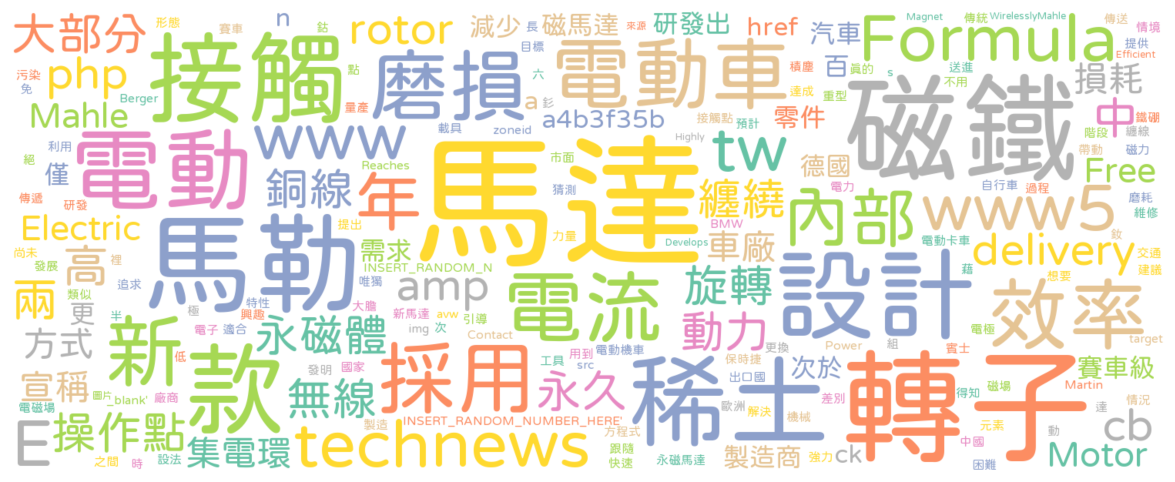 大部分
形態
賽車
n
鈷
rotor
減少
長
來源
目標
磁馬達
研發出
href
汽車
Magnet
傳統
WirelesslyMahle
傳送
情境
Formula
提供
Efficient
污染
免
php
接觸
點
磨損
六
電動車
積塵
百
真的
s
送進
不用
損耗
Mahle
Berger
量產
a
彭
達成
重型
磁鐵
中
鐵硼
階段
纏線
電動
www
載具
zoneid
a4b3f35b
接觸點
預計
零件
Highly
tw
絕
利用
僅
銅線
Reaches
年
馬達
市面
猜測
德國
電力
自行車
帶動
磁力
Free
過程
磨耗
維修
傳遞
研發
提出
BMW
纏繞
內部
www5
釹
Electric
馬勒
需求
力量
Develops
車廠
電動卡車
藉
交通
delivery
想要
建議
尚未
發展
高
裡
INSERT_RANDOM_N
唯獨
旋轉
兩
類似
追求
特性
大膽
amp
電流
設計
效率
更
半
極
興趣
新馬達
avw
引導
動力
電極
target
方式
新款
電子
適合
永磁體
img
次
Contact
更換
Power
組
賓士
低
發明
國家
採用
工具
用到
電動機車
src
保時捷
出口國
次於
稀土
轉子
得知
磁場
Martin
賽車級
情況
宣稱
圖片
_blank'
廠商
無線
永久
歐洲
解決
機械
差別
元素
達
電磁場
E
操作點
INSERT_RANDOM_NUMBER_HERE'
製造
方程式
動
cb
之間
時
設法
集電環
technews
跟隨
快速
永磁馬達
製造商
強力
ck
中國
困難
Motor